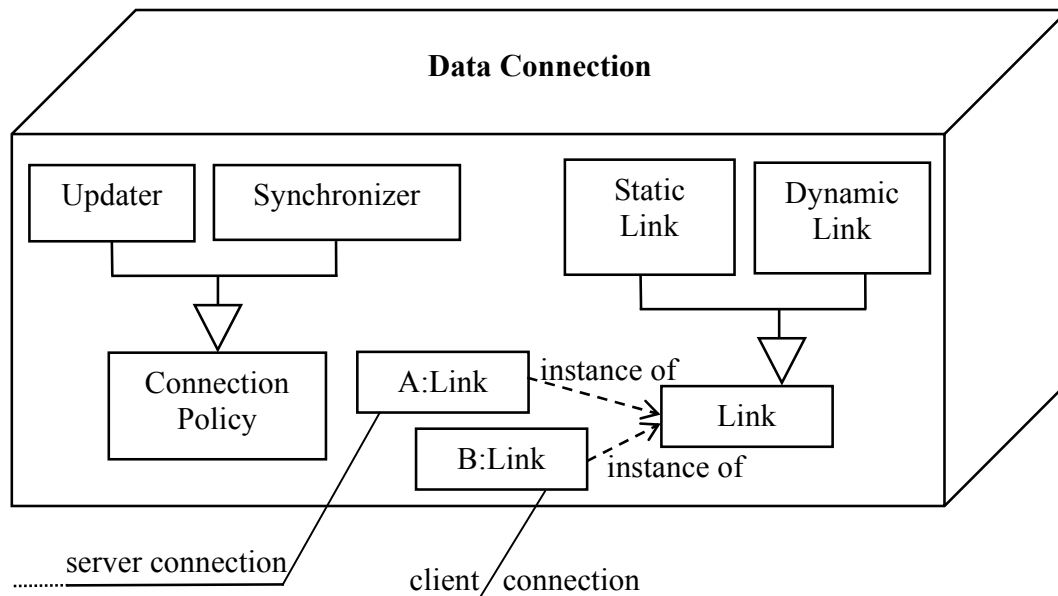 Data Connection
Updater
Synchronizer
Static
Link
Dynamic
Link
Connection
Policy
A:Link
instance of
Link
B:Link
instance of
server connection
client connection